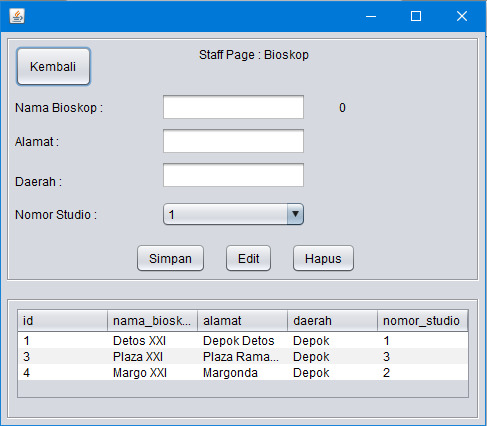 Kembali
Staff Page : Bioskop
Nama Bioskop :
0
Alamat :
Daerah :
Nomor Studio :
1
Simpan Edit Hapus
id nama_biosk... alamat daerah nomor_studio
1 Detos XXI Depok Detos Depok 1
3 Plaza XXI Plaza Rama... Depok 3
4 Margo XXI Margonda Depok 2